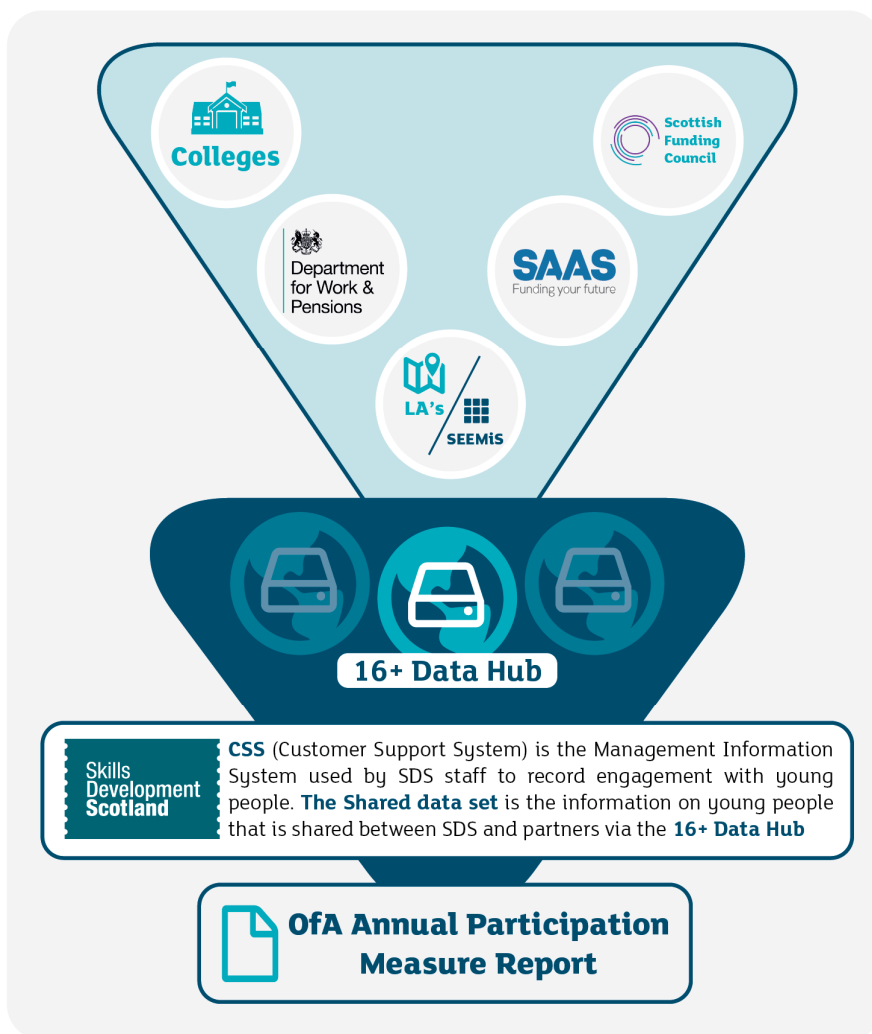 Colleges
Scottish
Funding
Council
Department
for Work &
Pensions
SAAS
Funding your future
LA's
SEEMiS
16+ Data Hub
Skills
Development
Scotland
CSS (Customer Support System) is the Management Information
System used by SDS staff to record engagement with young
people. The Shared data set is the information on young people
that is shared between SDS and partners via the 16+ Data Hub
OfA Annual Participation
Measure Report